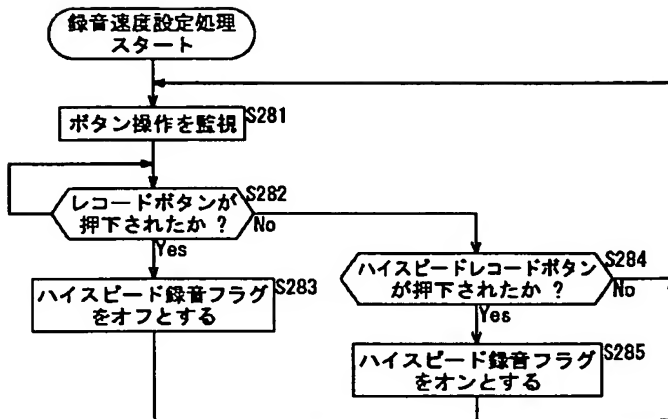 録音速度設定処理
スタート
ボタン操作を監視
S281
レコードボタンが
押下されたか ?
S282
No
Yes
ハイスピード録音フラグ
をオフとする
S283
ハイスピードレコードボタン
が押下されたか ?
S284
No
Yes
ハイスピード録音フラグ
をオンとする
S285